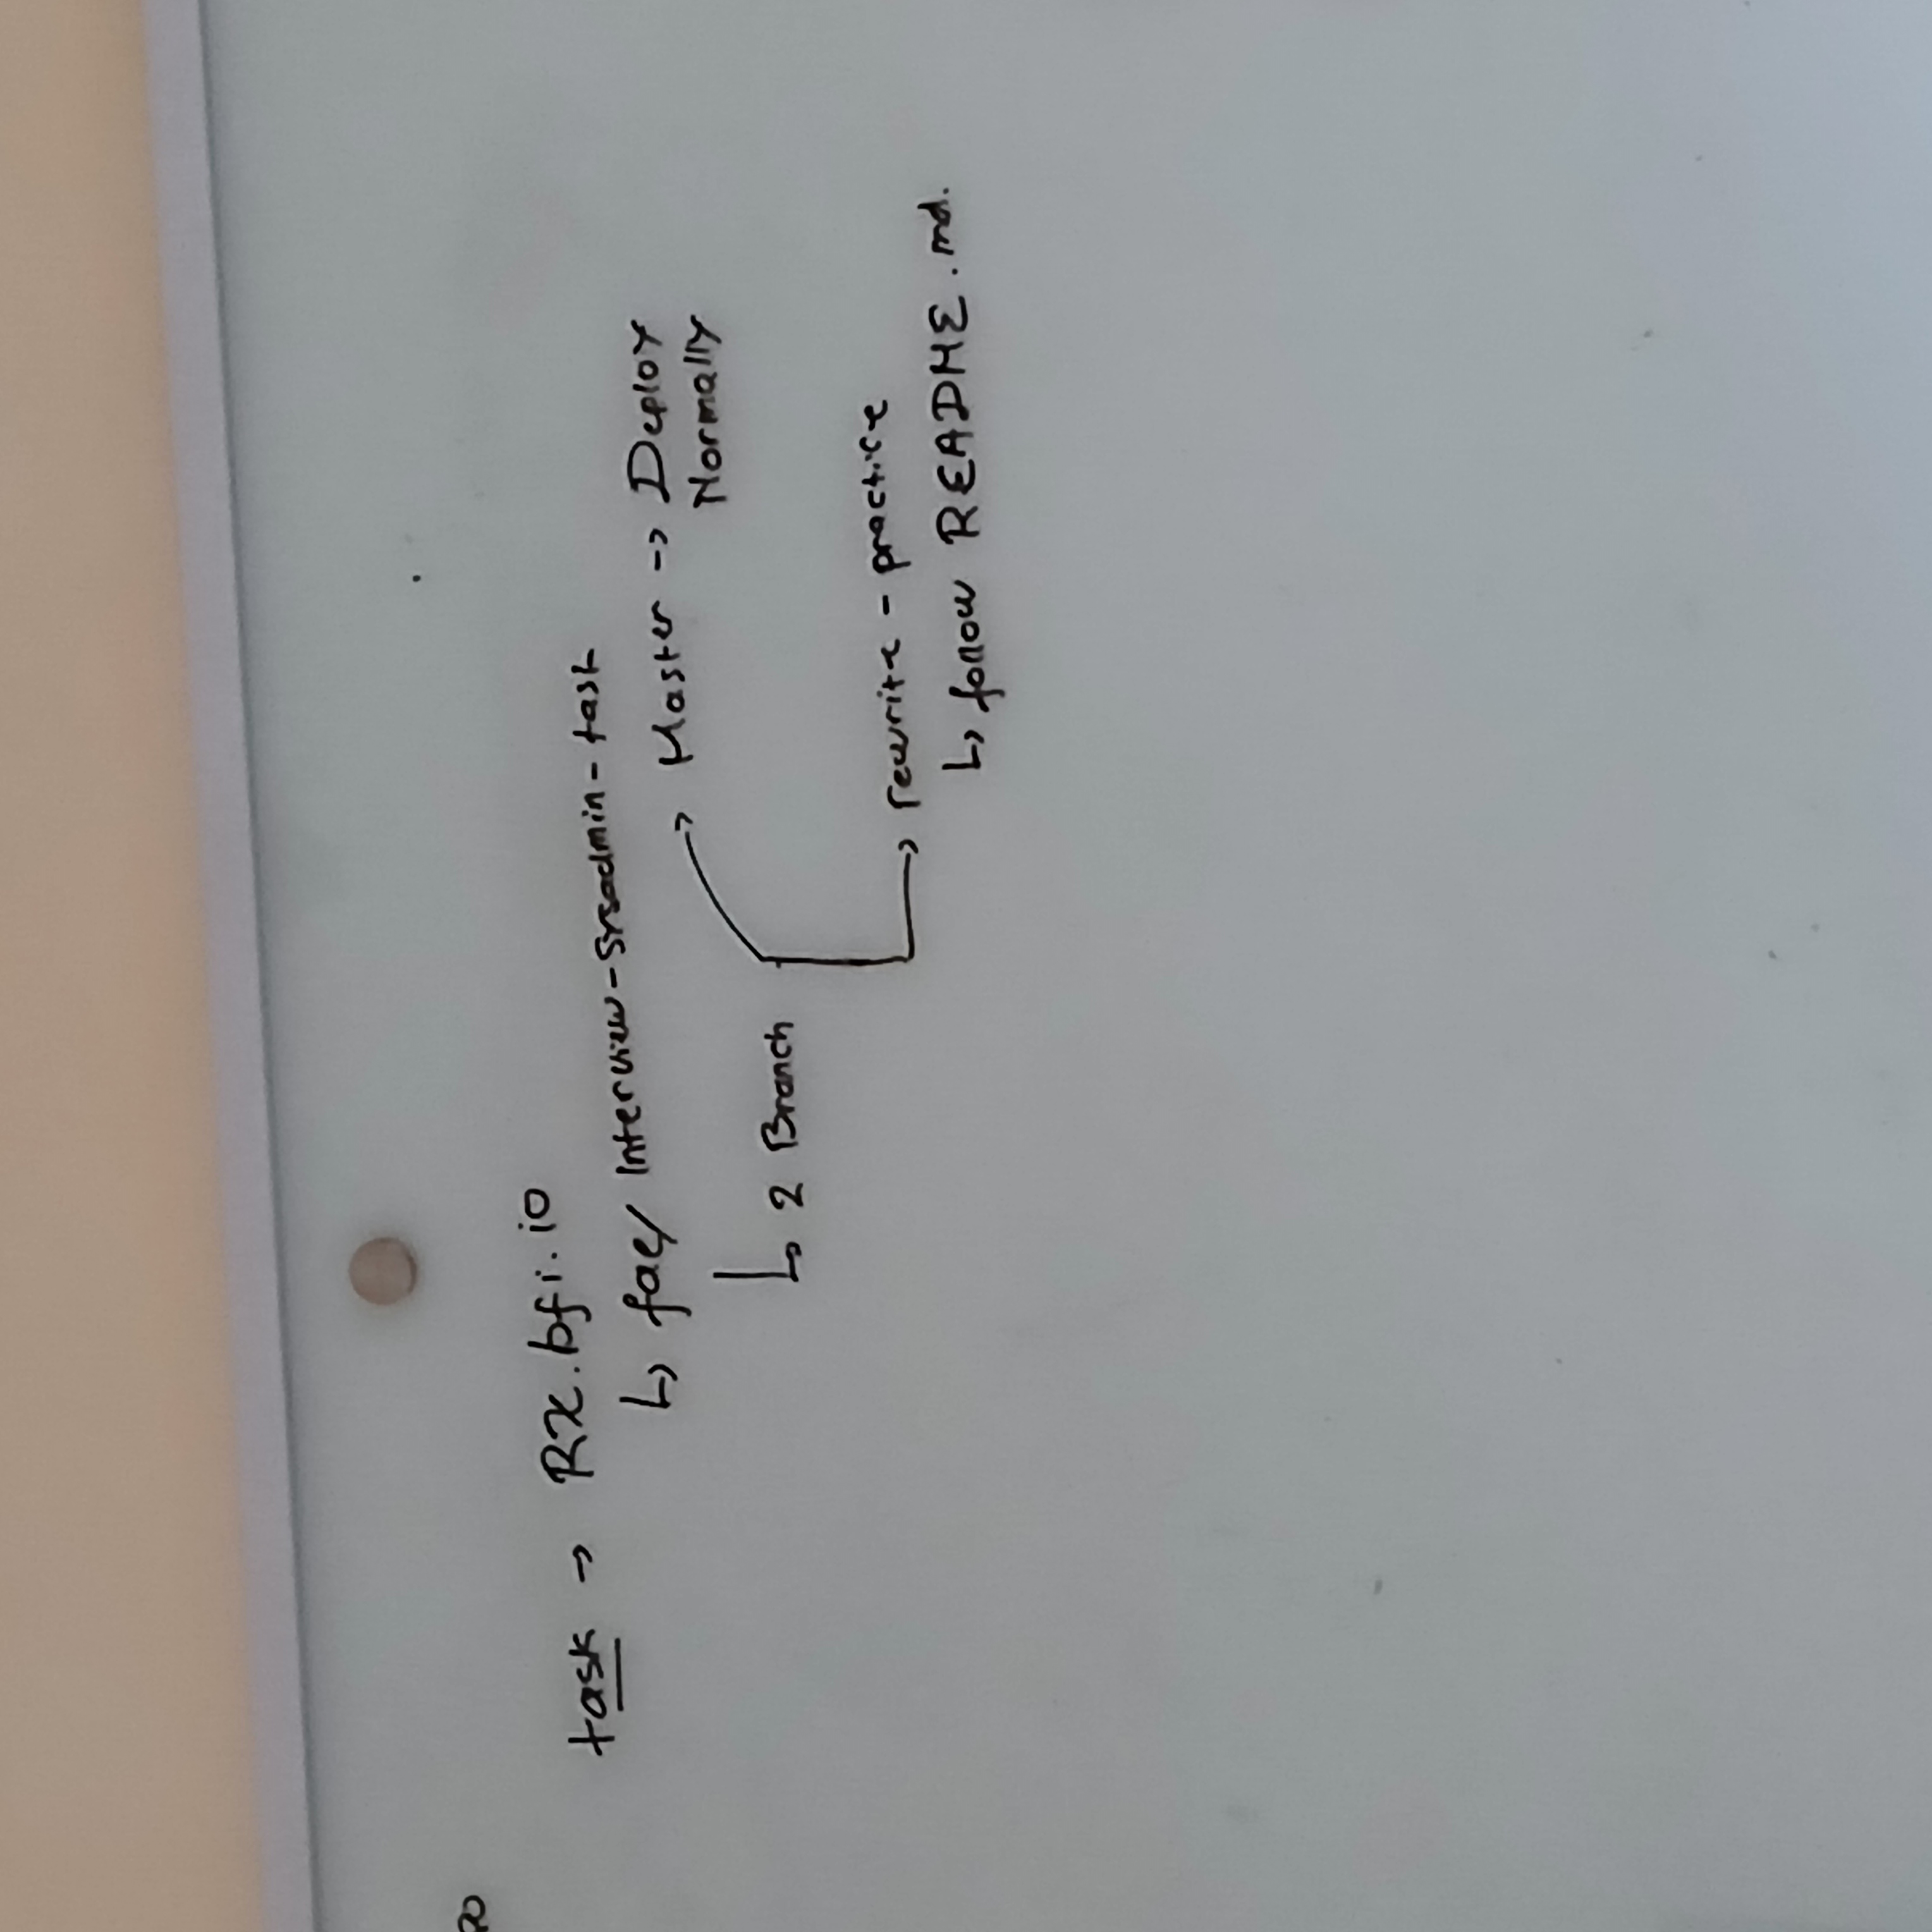 task → RX.bfi.io
↳ fae/ Interview-Sysadmin-task
↳ 2 Branch
→ Master -> Deploy
Normally
→ rewrite - practice
↳ follow README.md.